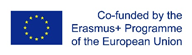 Co-funded by the
Erasmus+ Programme
of the European Union